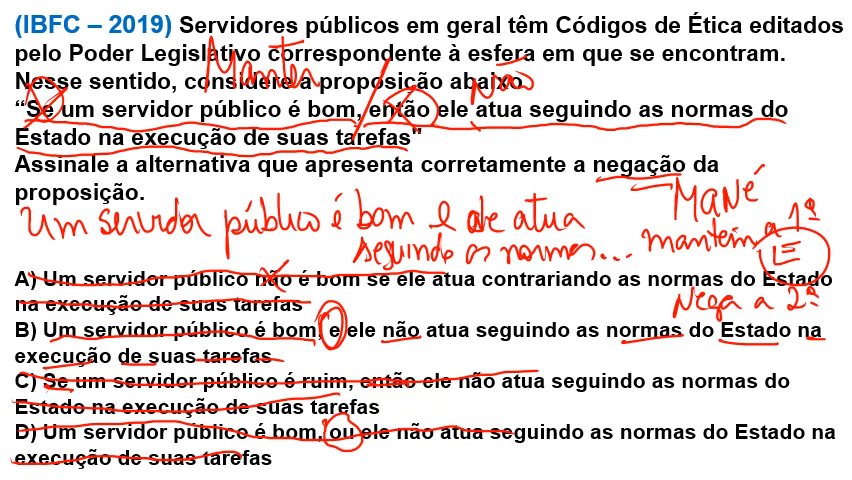 (IBFC – 2019) Servidores públicos em geral têm Códigos de Ética editados
pelo Poder Legislativo correspondente à esfera em que se encontram.
Manter
Não
Nesse sentido, considere a proposição abaixo.
“Se um servidor público é bom, então ele atua seguindo as normas do
Estado na execução de suas tarefas"
Assinale a alternativa que apresenta corretamente a negação da
proposição.
MANÉ
Um servidor público é bom e ele atua
seguindo as normas...
mantém a 1ª
E
Nega a 2ª
A) Um servidor público não é bom se ele atua contrariando as normas do Estado
na execução de suas tarefas
B) Um servidor público é bom, e ele não atua seguindo as normas do Estado na
execução de suas tarefas
C) Se um servidor público é ruim, então ele não atua seguindo as normas do
Estado na execução de suas tarefas
D) Um servidor público é bom, ou ele não atua seguindo as normas do Estado na
execução de suas tarefas